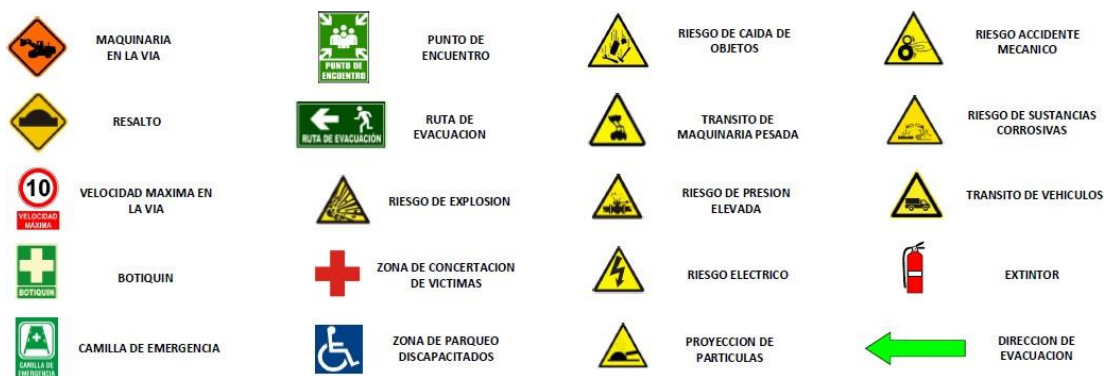 MAQUINARIA
EN LA VIA
PUNTO DE
ENCUENTRO
PUNTO DE
ENCUENTRO
RIESGO DE CAIDA DE
OBJETOS
RIESGO ACCIDENTE
MECANICO
RESALTO
RUTA DE EVACUACIÓN
RUTA DE
EVACUACION
TRANSITO DE
MAQUINARIA PESADA
RIESGO DE SUSTANCIAS
CORROSIVAS
10
VELOCIDAD
MÁXIMA
VELOCIDAD MAXIMA EN
LA VIA
RIESGO DE EXPLOSION
RIESGO DE PRESION
ELEVADA
TRANSITO DE VEHICULOS
BOTIQUIN
BOTIQUIN
ZONA DE CONCERTACION
DE VICTIMAS
RIESGO ELECTRICO
EXTINTOR
CAMILLA DE
EMERGENCIA
CAMILLA DE EMERGENCIA
ZONA DE PARQUEO
DISCAPACITADOS
PROYECCION DE
PARTICULAS
DIRECCION DE
EVACUACION